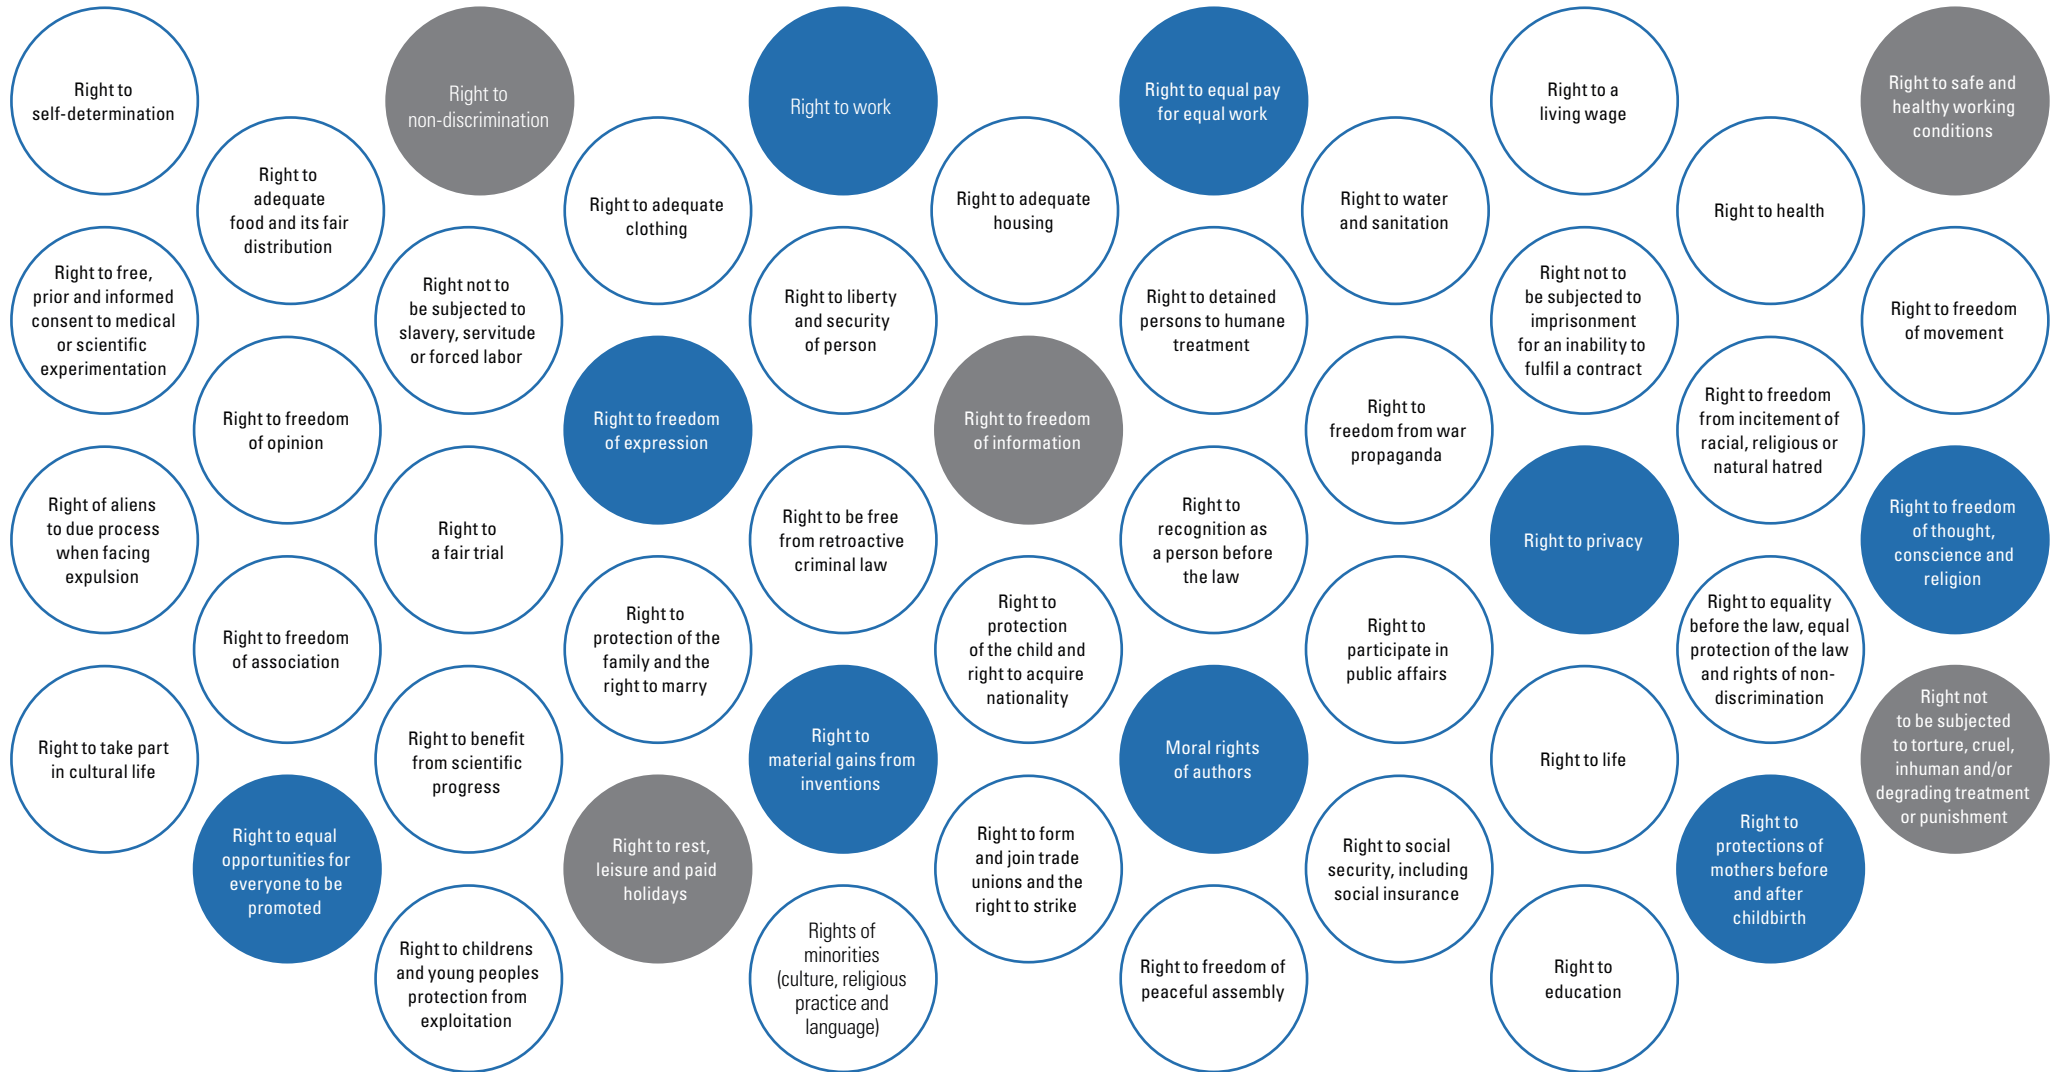 Right to
self-determination
Right to
non-discrimination
Right to work
Right to equal pay
for equal work
Right to a
living wage
Right to safe and
healthy working
conditions
Right to
adequate
food and its fair
distribution
Right to adequate
clothing
Right to adequate
housing
Right to water
and sanitation
Right to health
Right to free,
prior and informed
consent to medical
or scientific
experimentation
Right not to
be subjected to
slavery, servitude
or forced labor
Right to liberty
and security
of person
Right to detained
persons to humane
treatment
Right not to
be subjected to
imprisonment
for an inability to
fulfil a contract
Right to freedom
of movement
Right to freedom
of opinion
Right to freedom
of expression
Right to freedom
of information
Right to
freedom from war
propaganda
Right to freedom
from incitement of
racial, religious or
natural hatred
Right of aliens
to due process
when facing
expulsion
Right to
a fair trial
Right to be free
from retroactive
criminal law
Right to
recognition as
a person before
the law
Right to privacy
Right to freedom
of thought,
conscience and
religion
Right to freedom
of association
Right to
protection of the
family and the
right to marry
Right to
protection
of the child and
right to acquire
nationality
Right to
participate in
public affairs
Right to equality
before the law, equal
protection of the law
and rights of non-
discrimination
Right to take part
in cultural life
Right to benefit
from scientific
progress
Right to
material gains from
inventions
Moral rights
of authors
Right to life
Right not
to be subjected
to torture, cruel,
inhuman and/or
degrading treatment
or punishment
Right to equal
opportunities for
everyone to be
promoted
Right to rest,
leisure and paid
holidays
Right to form
and join trade
unions and the
right to strike
Right to social
security, including
social insurance
Right to
protections of
mothers before
and after
childbirth
Right to childrens
and young peoples
protection from
exploitation
Rights of
minorities
(culture, religious
practice and
language)
Right to freedom of
peaceful assembly
Right to
education